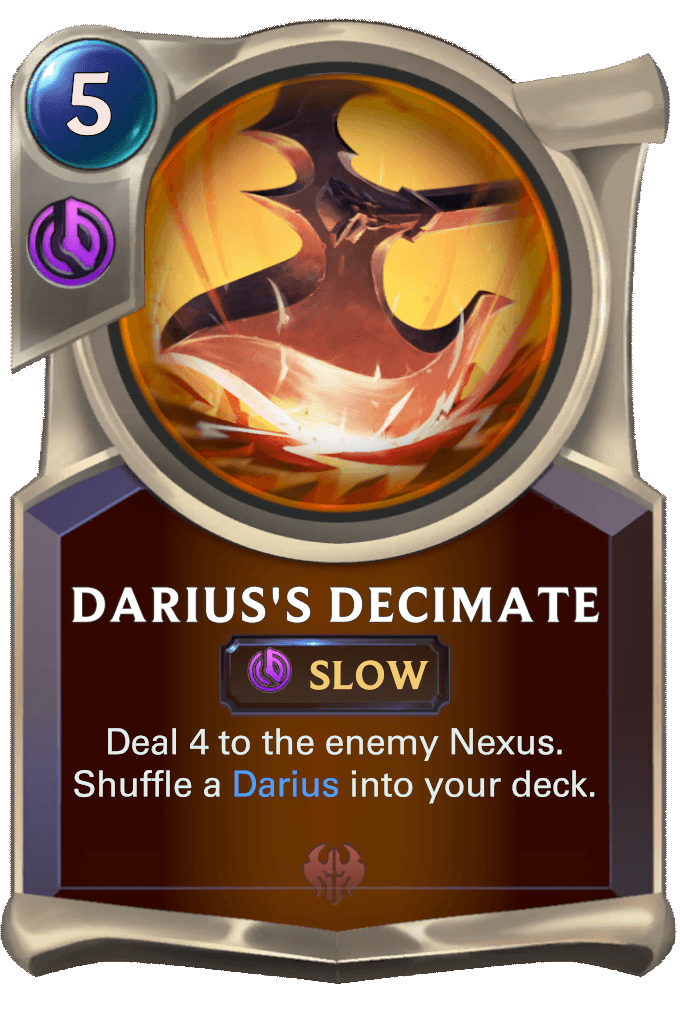 5
DARIUS'S DECIMATE
SLOW
Deal 4 to the enemy Nexus.
Shuffle a Darius into your deck.